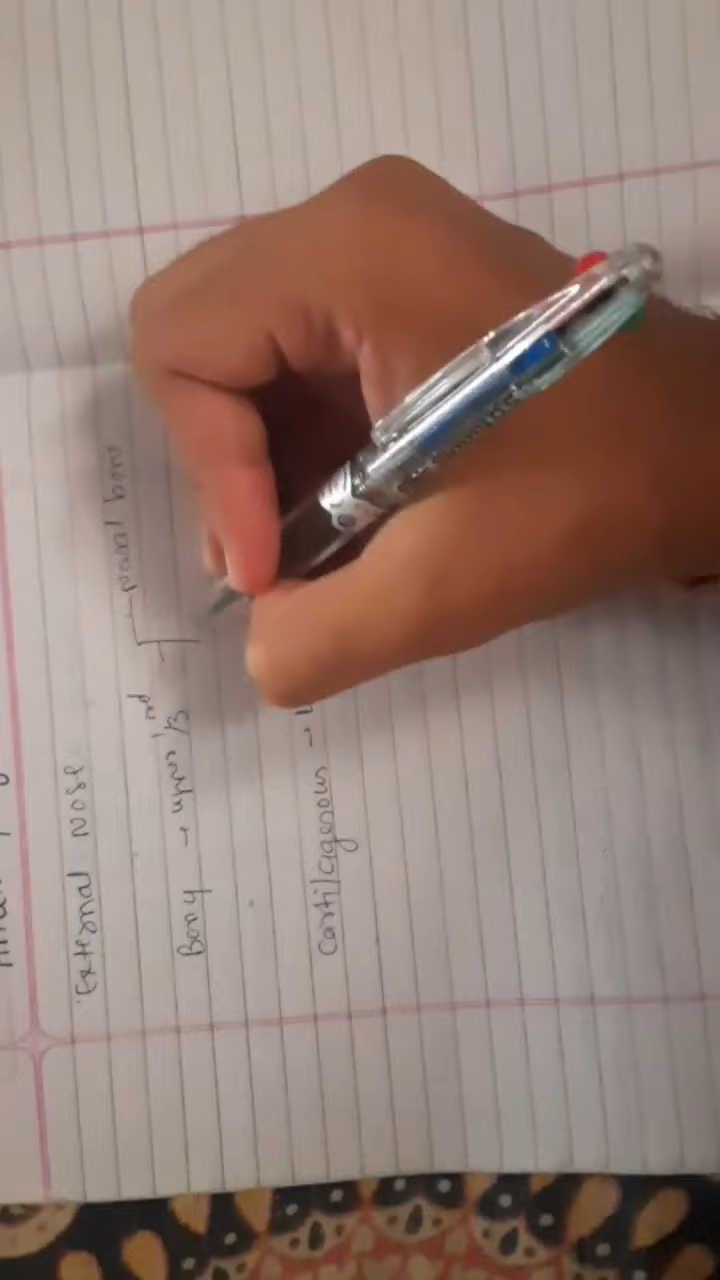 External Nose
nasal bone
Bony → upper 1/3rd
Cartilagenous →